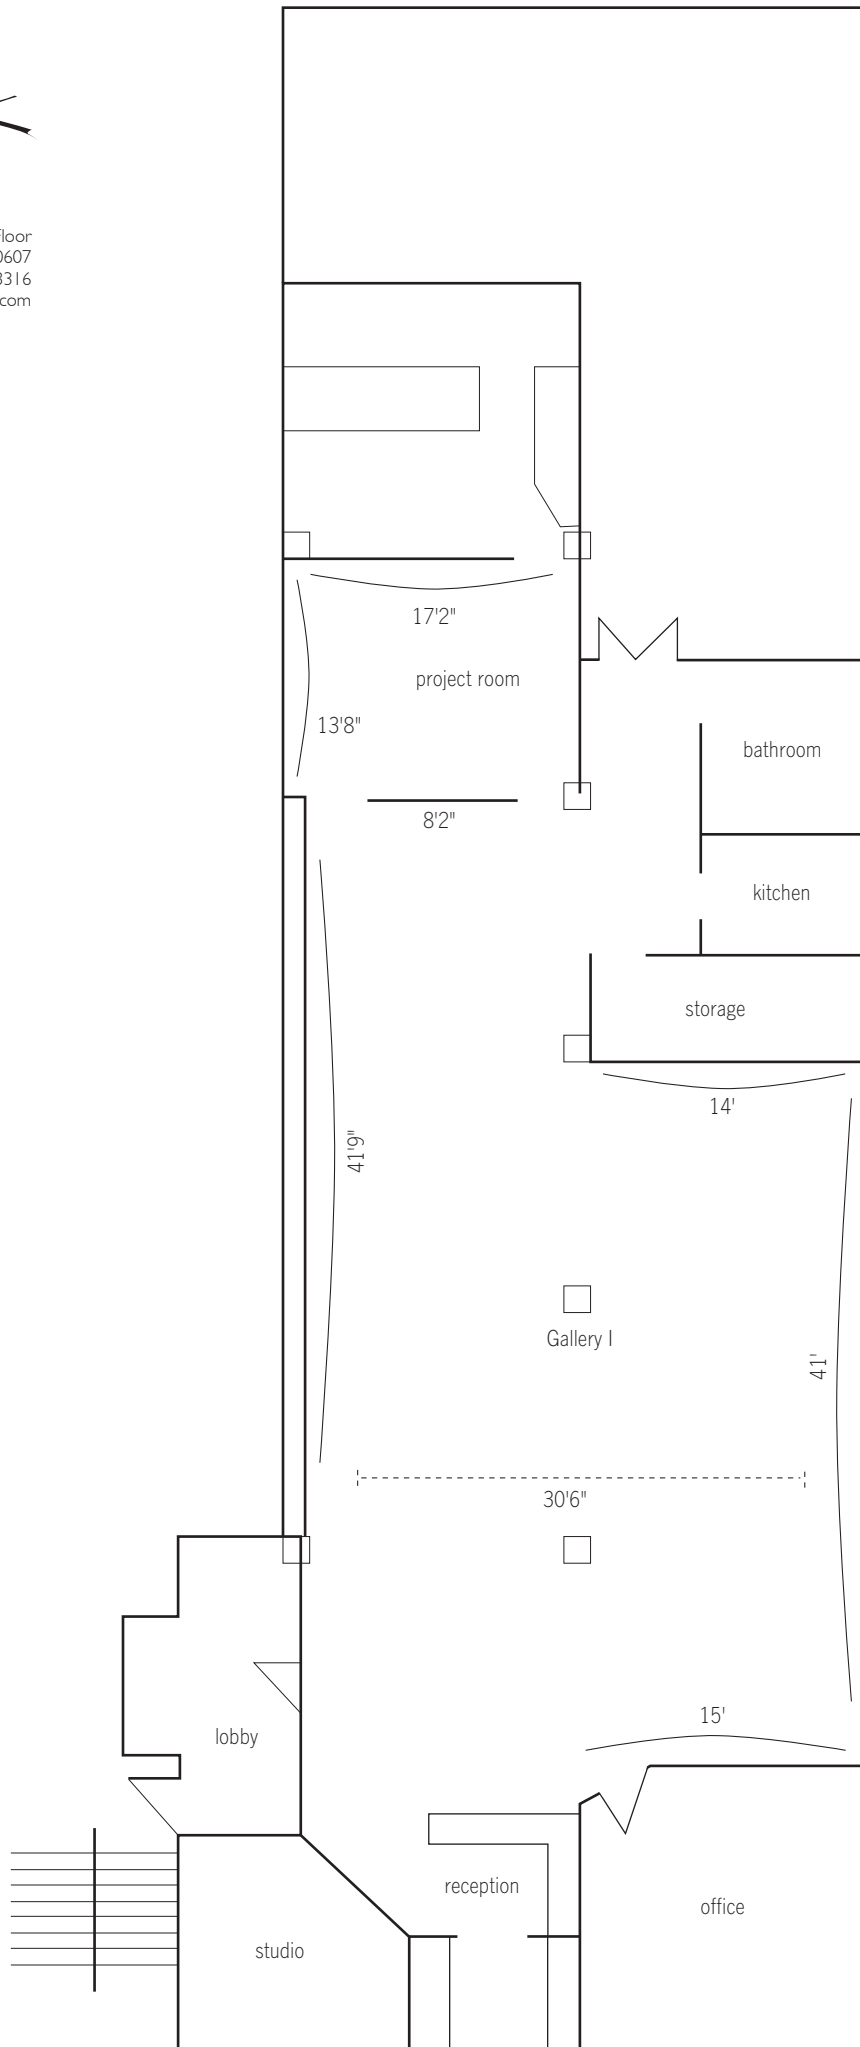 loor
0607
3316
com
17'2"
project room
13'8"
bathroom
8'2"
kitchen
storage
14'
41'9"
Gallery I
41'
30'6"
15'
lobby
reception
office
studio